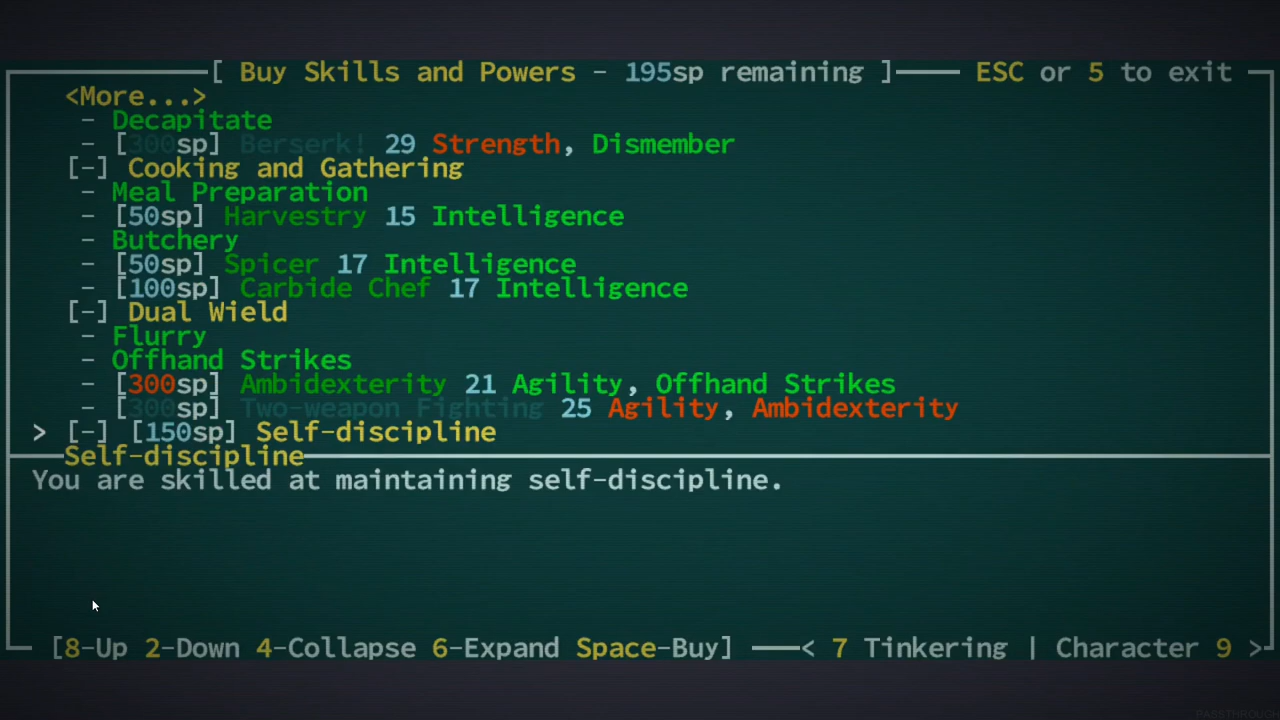 [ Buy Skills and Powers - 195sp remaining ] ESC or 5 to exit
<More...>
- Decapitate
- [300sp] Berserk! 29 Strength, Dismember
[-] Cooking and Gathering
- Meal Preparation
- [50sp] Harvestry 15 Intelligence
- Butchery
- [50sp] Spicer 17 Intelligence
- [100sp] Carbide Chef 17 Intelligence
[-] Dual Wield
- Flurry
- Offhand Strikes
- [300sp] Ambidexterity 21 Agility, Offhand Strikes
- [300sp] Two-weapon Fighting 25 Agility, Ambidexterity
> [-] [150sp] Self-discipline
Self-discipline
You are skilled at maintaining self-discipline.
[8-Up 2-Down 4-Collapse 6-Expand Space-Buy] < 7 Tinkering | Character 9 >